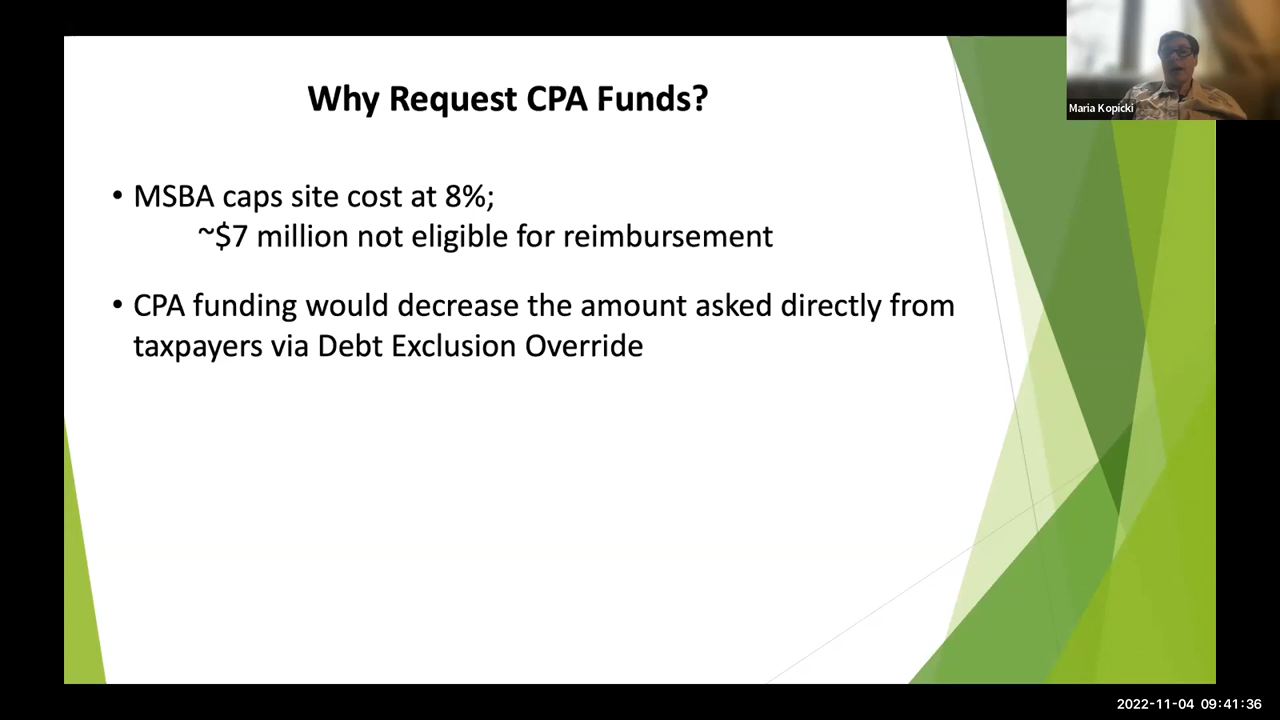 Why Request CPA Funds?
• MSBA caps site cost at 8%;
~$7 million not eligible for reimbursement
• CPA funding would decrease the amount asked directly from
taxpayers via Debt Exclusion Override
Maria Kopicki
2022-11-04 09:41:36